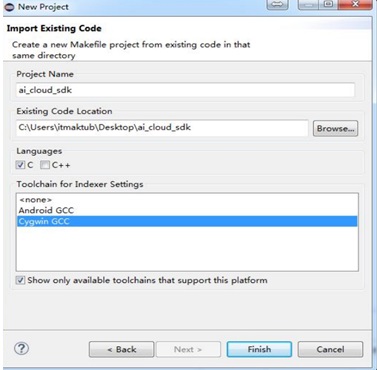 New Project
Import Existing Code
Create a new Makefile project from existing code in that
same directory
Project Name
ai_cloud_sdk
Existing Code Location
C:\Users\itmaktub\Desktop\ai_cloud_sdk
Browse...
Languages
C C++
Toolchain for Indexer Settings
<none>
Android GCC
Cygwin GCC
Show only available toolchains that support this platform
? < Back Next > Finish Cancel